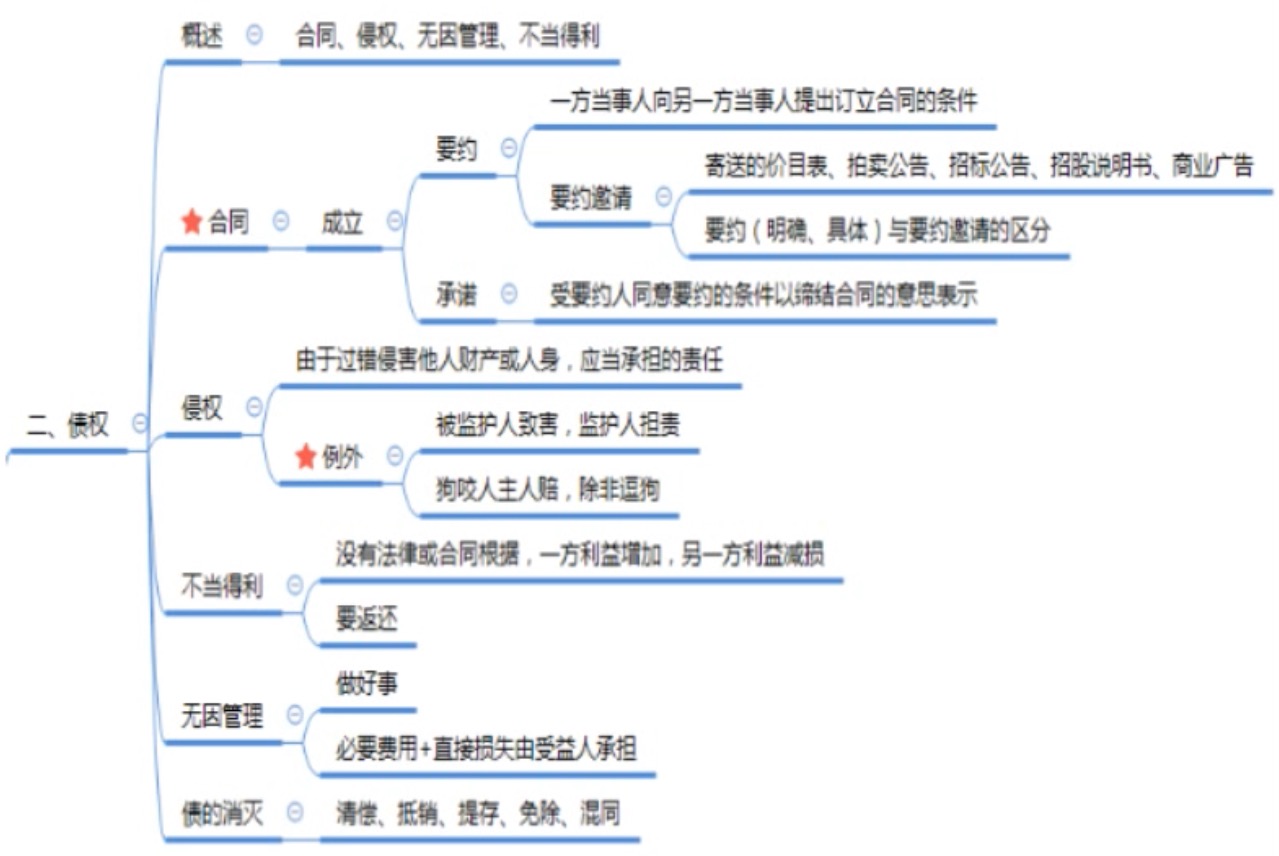 概述
合同、侵权、无因管理、不当得利
一方当事人向另一方当事人提出订立合同的条件
要约
寄送的价目表、拍卖公告、招标公告、招股说明书、商业广告
要约邀请
合同
成立
要约（明确、具体）与要约邀请的区分
承诺
受要约人同意要约的条件以缔结合同的意思表示
由于过错侵害他人财产或人身，应当承担的责任
侵权
二、债权
被监护人致害，监护人担责
例外
狗咬人主人赔，除非逗狗
没有法律或合同根据，一方利益增加，另一方利益减损
不当得利
要返还
做好事
无因管理
必要费用+直接损失由受益人承担
债的消灭
清偿、抵销、提存、免除、混同